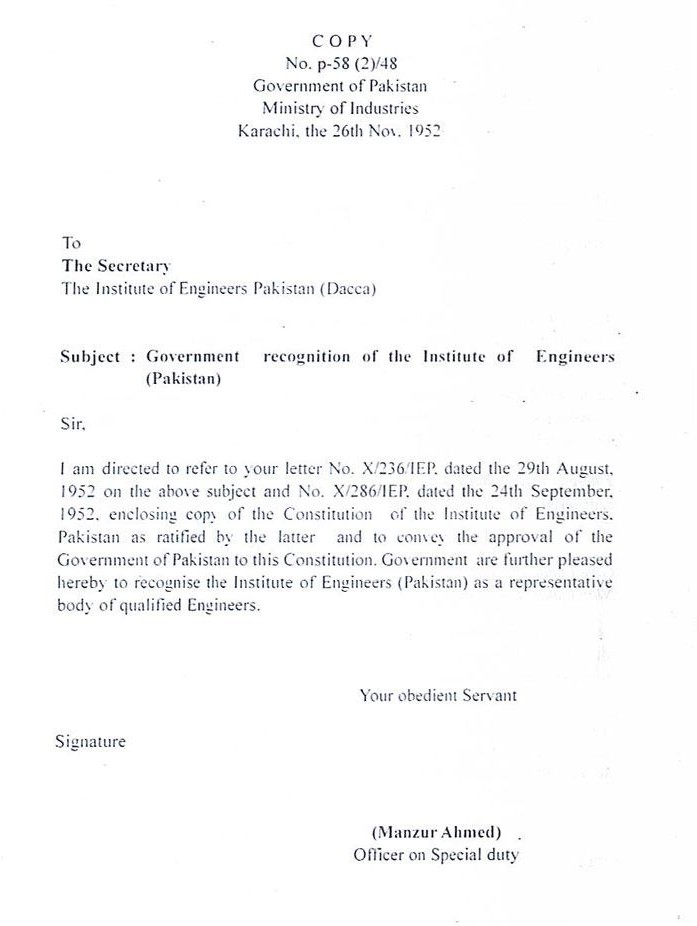 COPY
No. p-58 (2)/48
Government of Pakistan
Ministry of Industries
Karachi, the 26th Nov. 1952
To
The Secretary
The Institute of Engineers Pakistan (Dacca)
Subject : Government recognition of the Institute of Engineers
(Pakistan)
Sir,
I am directed to refer to your letter No. X/236/IEP, dated the 29th August,
1952 on the above subject and No. X/286/IEP, dated the 24th September,
1952, enclosing copy of the Constitution of the Institute of Engineers,
Pakistan as ratified by the latter and to convey the approval of the
Government of Pakistan to this Constitution. Government are further pleased
hereby to recognise the Institute of Engineers (Pakistan) as a representative
body of qualified Engineers.
Your obedient Servant
Signature
(Manzur Ahmed)
Officer on Special duty